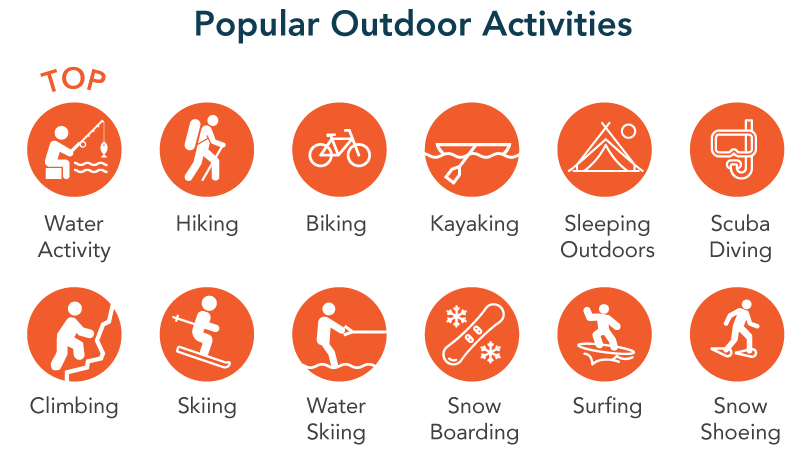 Popular Outdoor Activities
TOP
Water
Activity
Hiking
Biking
Kayaking
Sleeping
Outdoors
Scuba
Diving
Climbing
Skiing
Water
Skiing
Snow
Boarding
Surfing
Snow
Shoeing